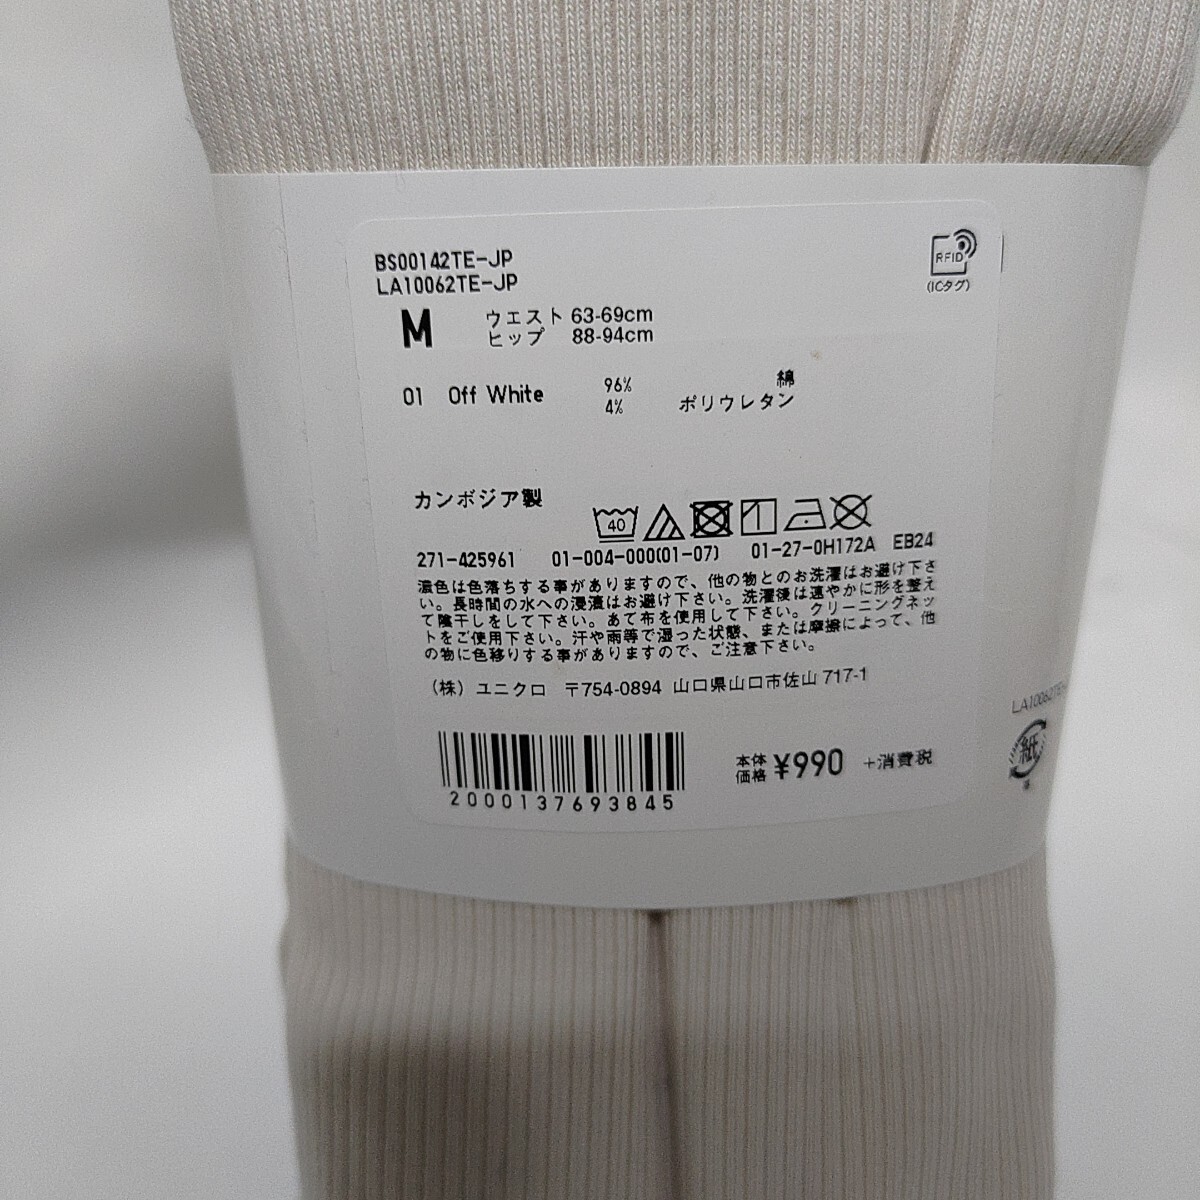 BS00142TE-JP
LA10062TE-JP
RFID
(ICタグ)
M
ウエスト 63-69cm
ヒップ 88-94cm
01 Off White
96% 綿
4% ポリウレタン
カンボジア製
40
271-425961 01-004-000(01-07) 01-27-0H172A EB24
濃色は色落ちする事がありますので、他の物とのお洗濯はお避け下さ
い。長時間の水への浸漬はお避け下さい。洗濯後は速やかに形を整え
て陰干しをして下さい。あて布を使用して下さい。クリーニングネッ
トをご使用下さい。汗や雨等で湿った状態、または摩擦によって、他
の物に色移りする事がありますので、ご注意下さい。
(株) ユニクロ 〒754-0894 山口県山口市佐山 717-1
2000137693845
本体
価格 ¥990 +消費税
紙